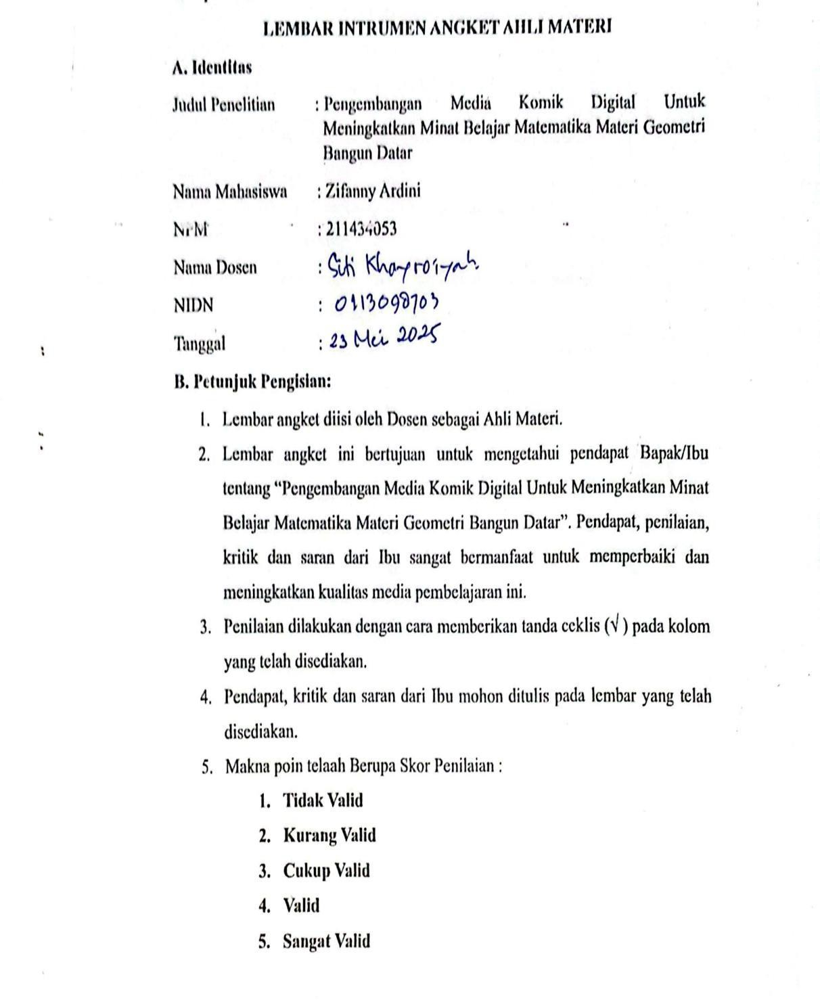 LEMBAR INTRUMEN ANGKET AHLI MATERI
A. Identitas
Judul Penelitian : Pengembangan Media Komik Digital Untuk
Meningkatkan Minat Belajar Matematika Materi Geometri
Bangun Datar
Nama Mahasiswa : Zifanny Ardini
NPM : 211434053
Nama Dosen : Siti Khayroiyah
NIDN : 0113098703
Tanggal : 23 Mei 2025
B. Petunjuk Pengisian:
1. Lembar angket diisi oleh Dosen sebagai Ahli Materi.
2. Lembar angket ini bertujuan untuk mengetahui pendapat Bapak/Ibu
tentang “Pengembangan Media Komik Digital Untuk Meningkatkan Minat
Belajar Matematika Materi Geometri Bangun Datar”. Pendapat, penilaian,
kritik dan saran dari Ibu sangat bermanfaat untuk memperbaiki dan
meningkatkan kualitas media pembelajaran ini.
3. Penilaian dilakukan dengan cara memberikan tanda ceklis (√ ) pada kolom
yang telah disediakan.
4. Pendapat, kritik dan saran dari Ibu mohon ditulis pada lembar yang telah
disediakan.
5. Makna poin telaah Berupa Skor Penilaian :
1. Tidak Valid
2. Kurang Valid
3. Cukup Valid
4. Valid
5. Sangat Valid